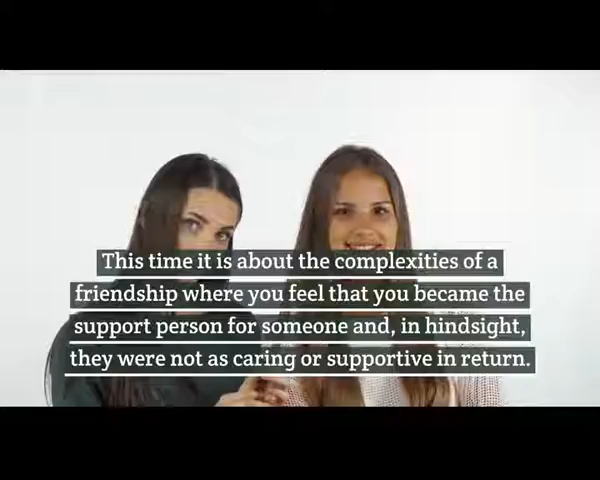 This time it is about the complexities of a
friendship where you feel that you became the
support person for someone and, in hindsight,
they were not as caring or supportive in return.